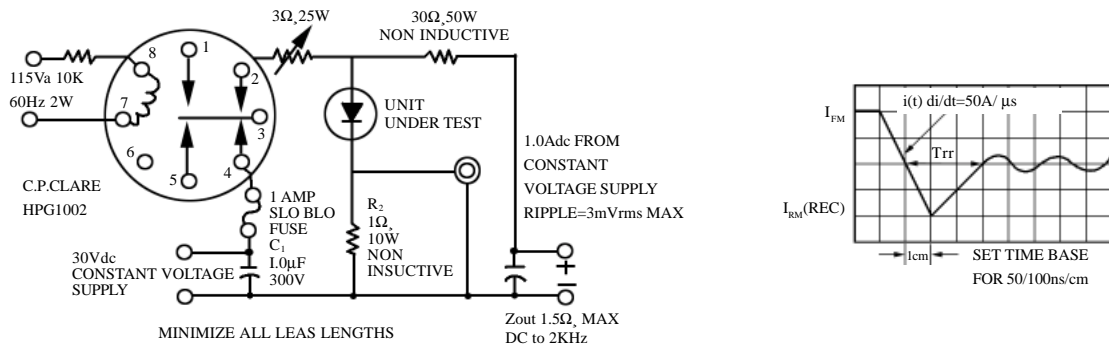 3Ω,25W
30Ω,50W
NON INDUCTIVE
115Va 10K
60Hz 2W
8
1
7
2
3
6
5
4
C.P.CLARE
HPG1002
UNIT
UNDER TEST
1 AMP
SLO BLO
FUSE
C1
I.0μF
300V
R2
1Ω,
10W
NON
INSUCTIVE
1.0Adc FROM
CONSTANT
VOLTAGE SUPPLY
RIPPLE=3mVrms MAX
30Vdc
CONSTANT VOLTAGE
SUPPLY
+
−
MINIMIZE ALL LEAS LENGTHS
Zout 1.5Ω, MAX
DC to 2KHz
IFM
i(t) di/dt=50A/ μs
Trr
IRM(REC)
1cm
SET TIME BASE
FOR 50/100ns/cm